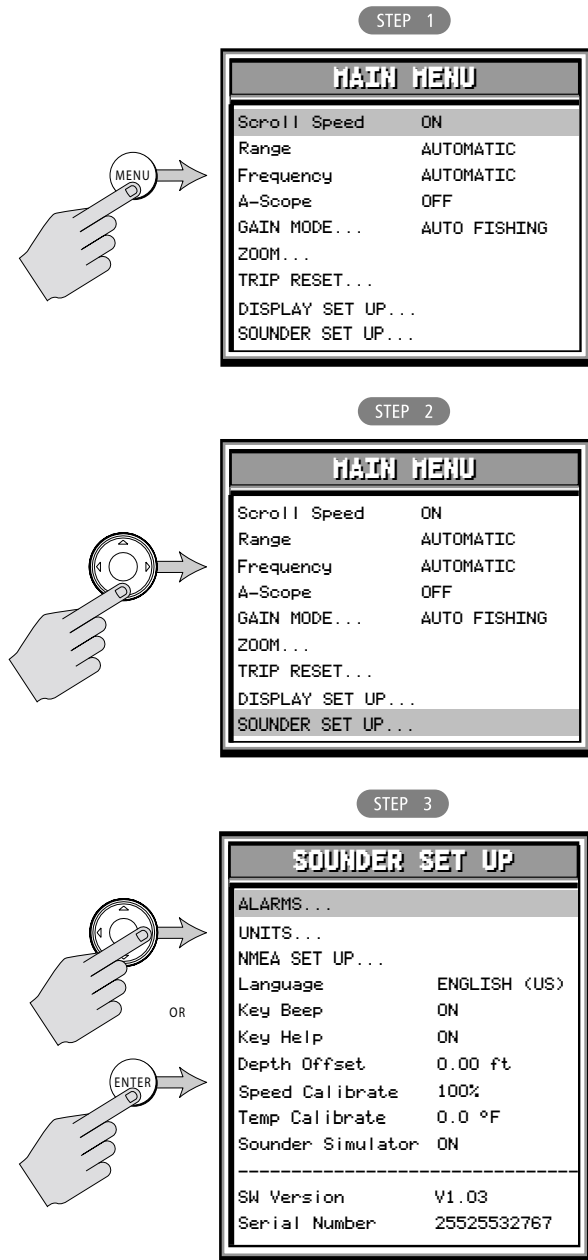 STEP 1
MAIN MENU
MENU
Scroll Speed ON
Range AUTOMATIC
Frequency AUTOMATIC
A-Scope OFF
GAIN MODE... AUTO FISHING
ZOOM...
TRIP RESET...
DISPLAY SET UP...
SOUNDER SET UP...
STEP 2
MAIN MENU
Scroll Speed ON
Range AUTOMATIC
Frequency AUTOMATIC
A-Scope OFF
GAIN MODE... AUTO FISHING
ZOOM...
TRIP RESET...
DISPLAY SET UP...
SOUNDER SET UP...
STEP 3
SOUNDER SET UP
ALARMS...
UNITS...
NMEA SET UP...
Language ENGLISH (US)
OR
Key Beep ON
Key Help ON
Depth Offset 0.00 ft
ENTER
Speed Calibrate 100%
Temp Calibrate 0.0 °F
Sounder Simulator ON
SW Version V1.03
Serial Number 25525532767